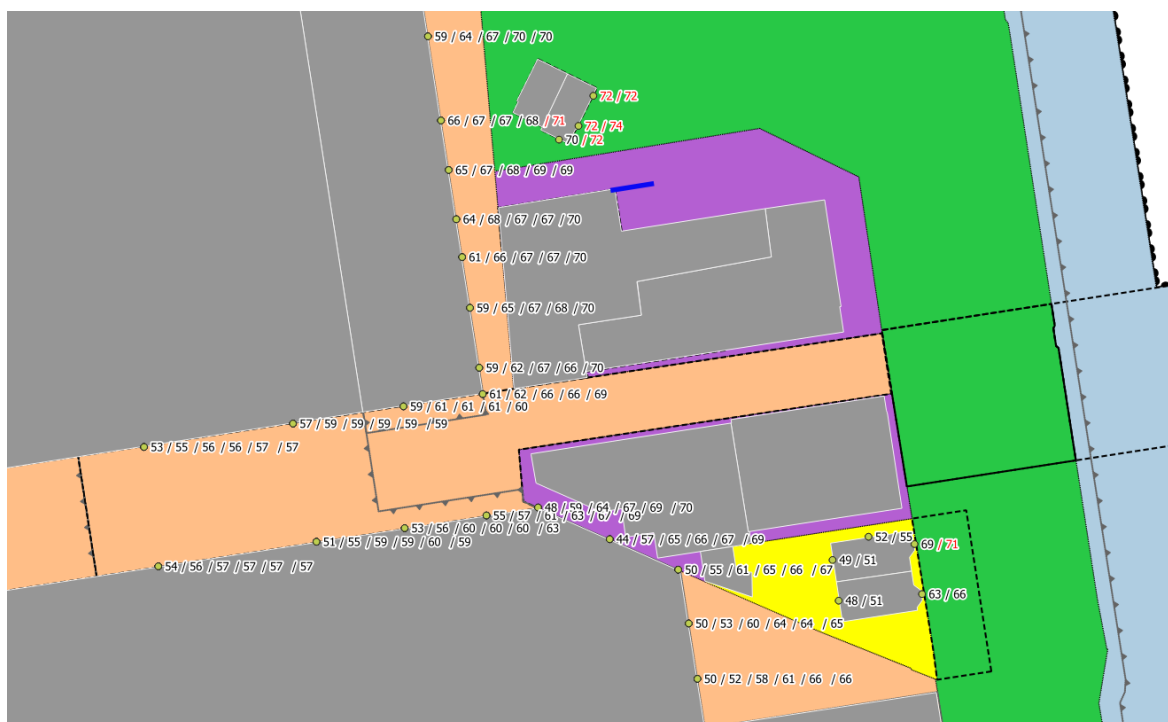 59 / 64 / 67 / 70 / 70
72 / 72
66 / 67 / 67 / 68 / 71
72 / 74
70 / 72
65 / 67 / 68 / 69 / 69
64 / 68 / 67 / 67 / 70
61 / 66 / 67 / 67 / 70
59 / 65 / 67 / 68 / 70
59 / 62 / 67 / 66 / 70
61 / 62 / 66 / 66 / 69
59 / 61 / 61 / 61 / 60
57 / 59 / 59 / 59 / 59 / 59
53 / 55 / 56 / 56 / 57 / 57
48 / 59 / 64 / 67 / 69 / 70
55 / 57 / 61 / 63 / 67 / 69
53 / 56 / 60 / 60 / 60 / 63
51 / 55 / 59 / 59 / 60 / 59
44 / 57 / 65 / 66 / 67 / 69
52 / 55
69 / 71
49 / 51
54 / 56 / 57 / 57 / 57 / 57
50 / 55 / 61 / 65 / 66 / 67
63 / 66
48 / 51
50 / 53 / 60 / 64 / 64 / 65
50 / 52 / 58 / 61 / 66 / 66